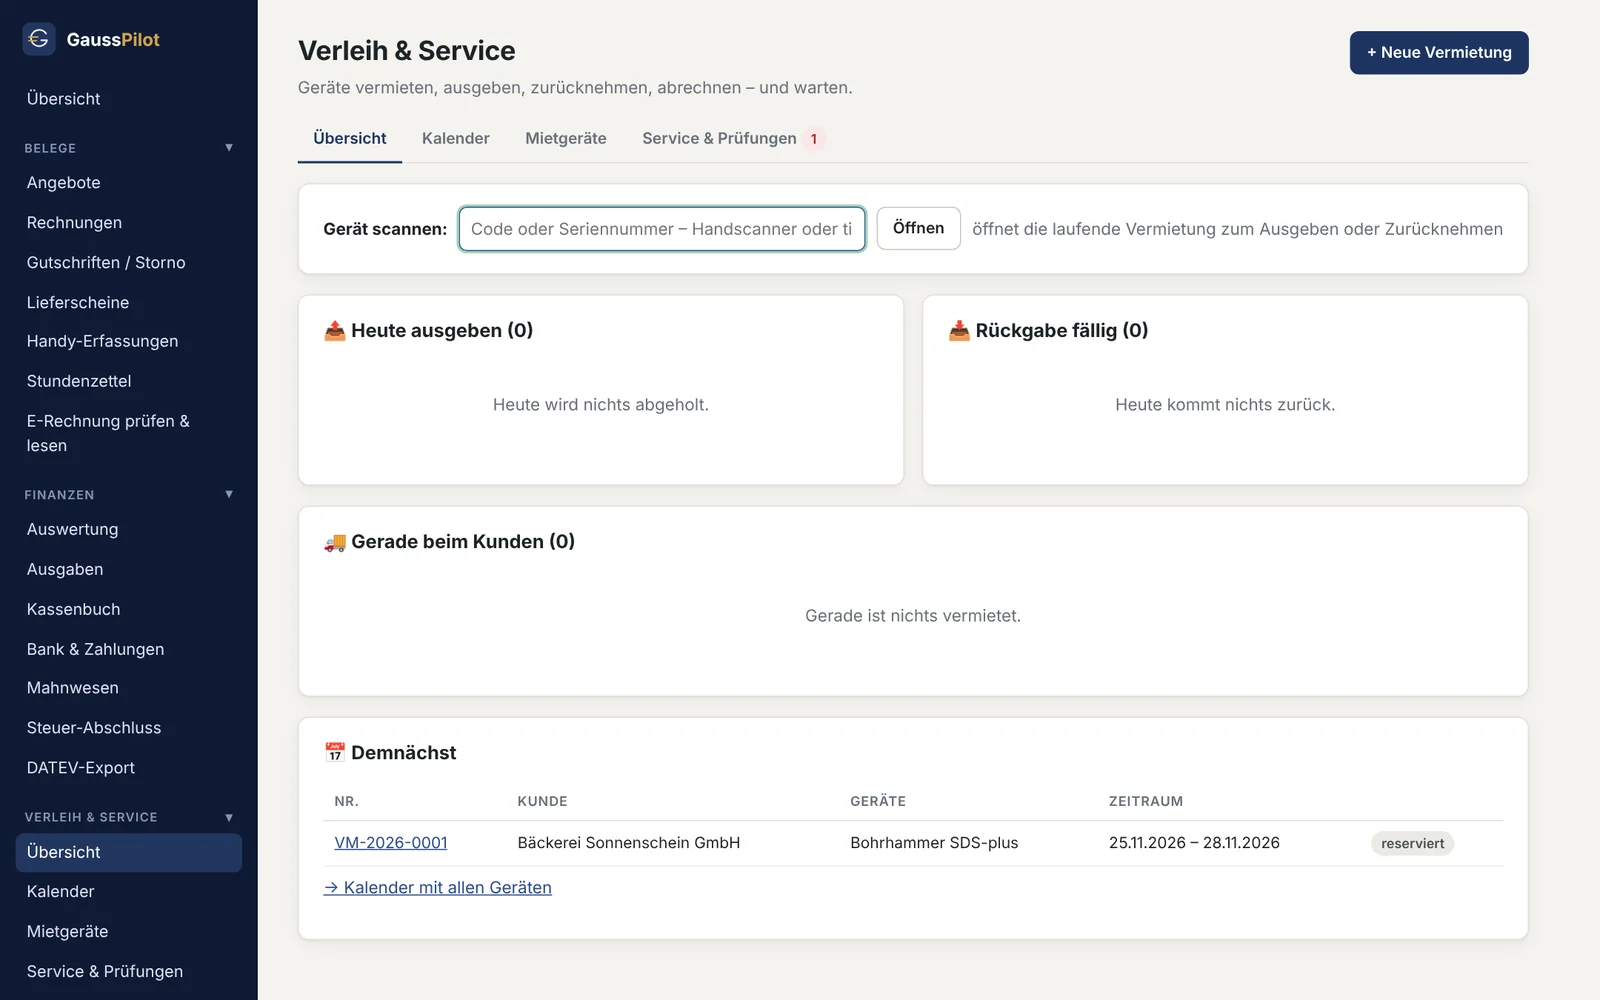 GaussPilot
Übersicht
BELEGE
Angebote
Rechnungen
Gutschriften / Storno
Lieferscheine
Handy-Erfassungen
Stundenzettel
E-Rechnung prüfen &
lesen
FINANZEN
Auswertung
Ausgaben
Kassenbuch
Bank & Zahlungen
Mahnwesen
Steuer-Abschluss
DATEV-Export
VERLEIH & SERVICE
Übersicht
Kalender
Mietgeräte
Service & Prüfungen
Verleih & Service
+ Neue Vermietung
Geräte vermieten, ausgeben, zurücknehmen, abrechnen – und warten.
Übersicht Kalender Mietgeräte Service & Prüfungen 1
Gerät scannen: Code oder Seriennummer – Handscanner oder ti Öffnen öffnet die laufende Vermietung zum Ausgeben oder Zurücknehmen
Heute ausgeben (0)
Heute wird nichts abgeholt.
Rückgabe fällig (0)
Heute kommt nichts zurück.
Gerade beim Kunden (0)
Gerade ist nichts vermietet.
Demnächst
NR. KUNDE GERÄTE ZEITRAUM
VM-2026-0001 Bäckerei Sonnenschein GmbH Bohrhammer SDS-plus 25.11.2026 – 28.11.2026 reserviert
→ Kalender mit allen Geräten